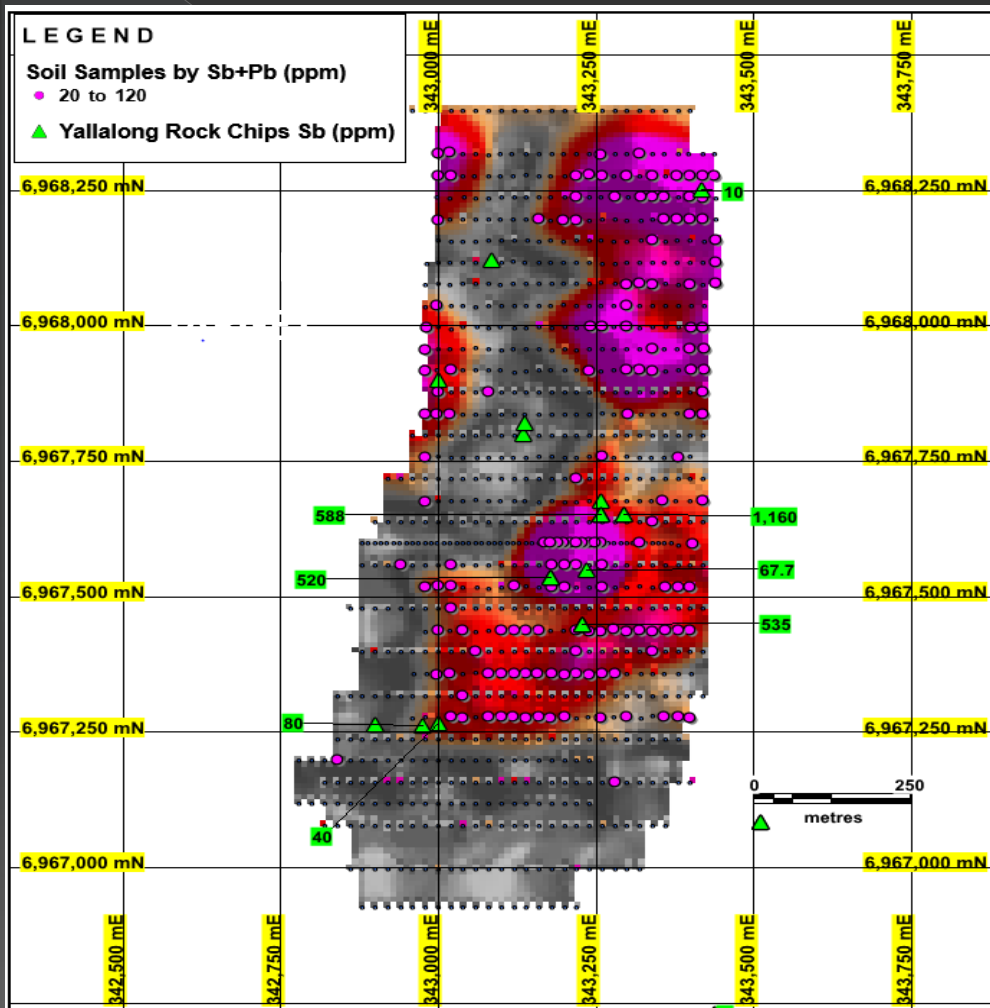 LEGEND
Soil Samples by Sb+Pb (ppm)
20 to 120
Yallalong Rock Chips Sb (ppm)
343,000 mE
343,250 mE
343,500 mE
343,750 mE
6,968,250 mN
6,968,250 mN
10
6,968,000 mN
6,968,000 mN
6,967,750 mN
6,967,750 mN
588
1,160
520
67.7
6,967,500 mN
6,967,500 mN
535
80
6,967,250 mN
6,967,250 mN
0 250
metres
40
6,967,000 mN
6,967,000 mN
342,500 mE
342,750 mE
343,000 mE
343,250 mE
343,500 mE
343,750 mE